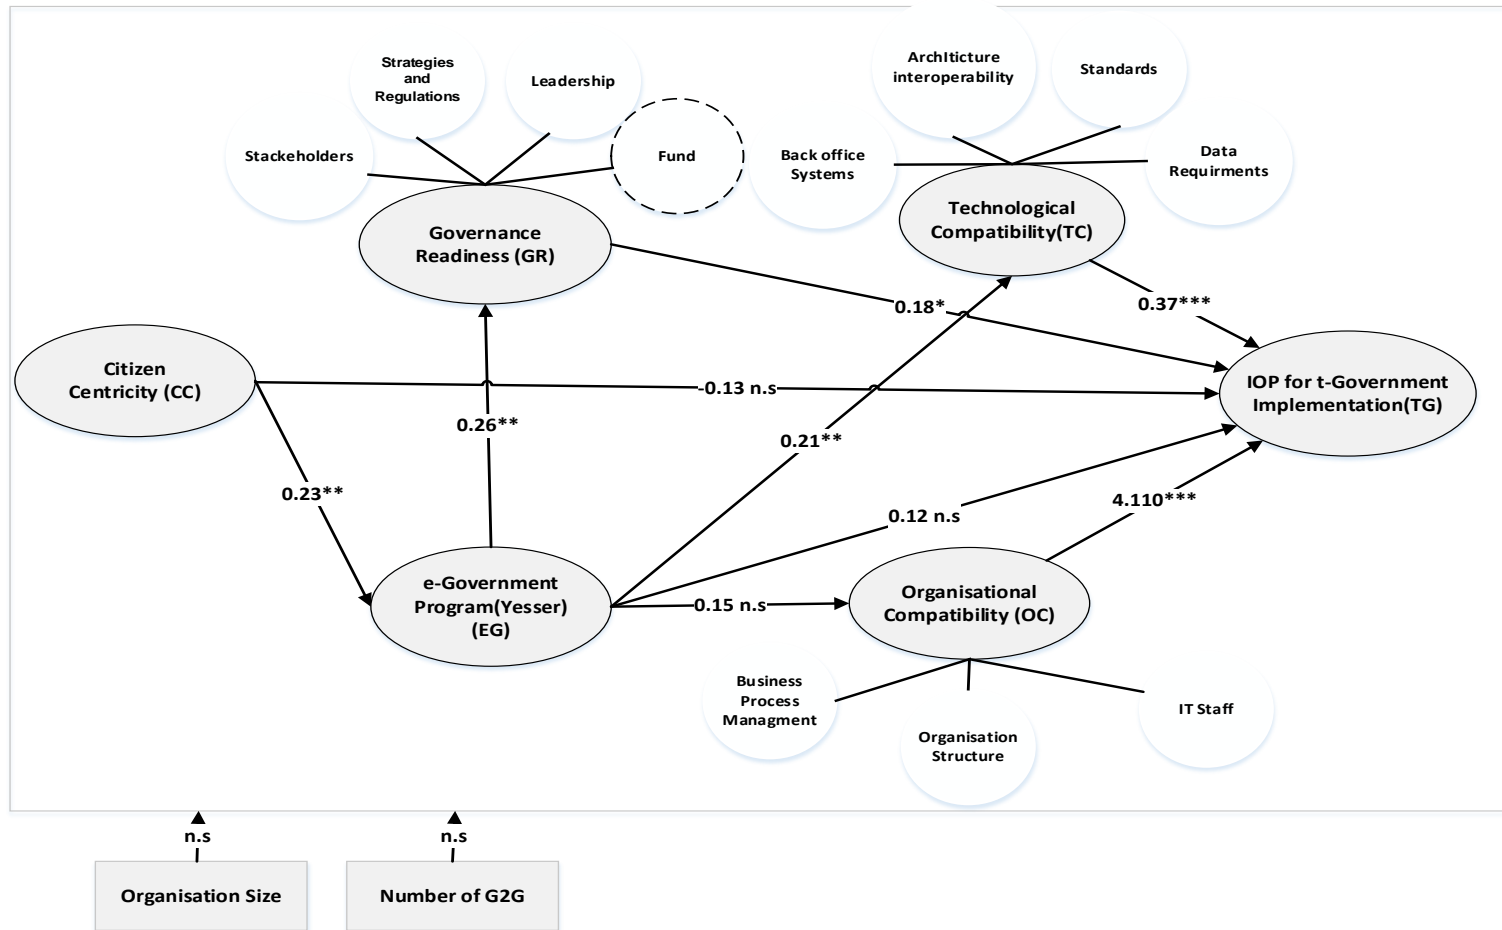 Strategies
and
Regulations
Leadership
Stackeholders
Fund
ArchIticture
interoperability
Standards
Back office
Systems
Data
Requirments
Governance
Readiness (GR)
Technological
Compatibility(TC)
0.18*
0.37***
Citizen
Centricity (CC)
-0.13 n.s
IOP for t-Government
Implementation(TG)
0.26**
0.21**
0.23**
0.12 n.s
4.110***
e-Government
Program(Yesser)
(EG)
0.15 n.s
Organisational
Compatibility (OC)
Business
Process
Managment
Organisation
Structure
IT Staff
n.s
n.s
Organisation Size
Number of G2G